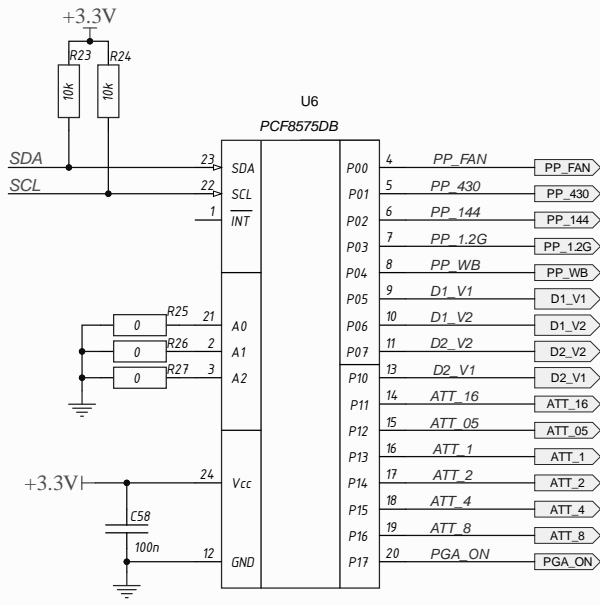 +3.3V
R23 R24
10k 10k
U6
PCF8575DB
SDA 23 SDA P00 4 PP_FAN PP_FAN
SCL 22 SCL P01 5 PP_430 PP_430
1 INT P02 6 PP_144 PP_144
P03 7 PP_1.2G PP_1.2G
P04 8 PP_WB PP_WB
P05 9 D1_V1 D1_V1
0 R25 21 A0 P06 10 D1_V2 D1_V2
0 R26 2 A1 P07 11 D2_V2 D2_V2
0 R27 3 A2 P10 13 D2_V1 D2_V1
P11 14 ATT_16 ATT_16
P12 15 ATT_05 ATT_05
P13 16 ATT_1 ATT_1
+3.3V 24 Vcc P14 17 ATT_2 ATT_2
C58 P15 18 ATT_4 ATT_4
100n P16 19 ATT_8 ATT_8
12 GND P17 20 PGA_ON PGA_ON